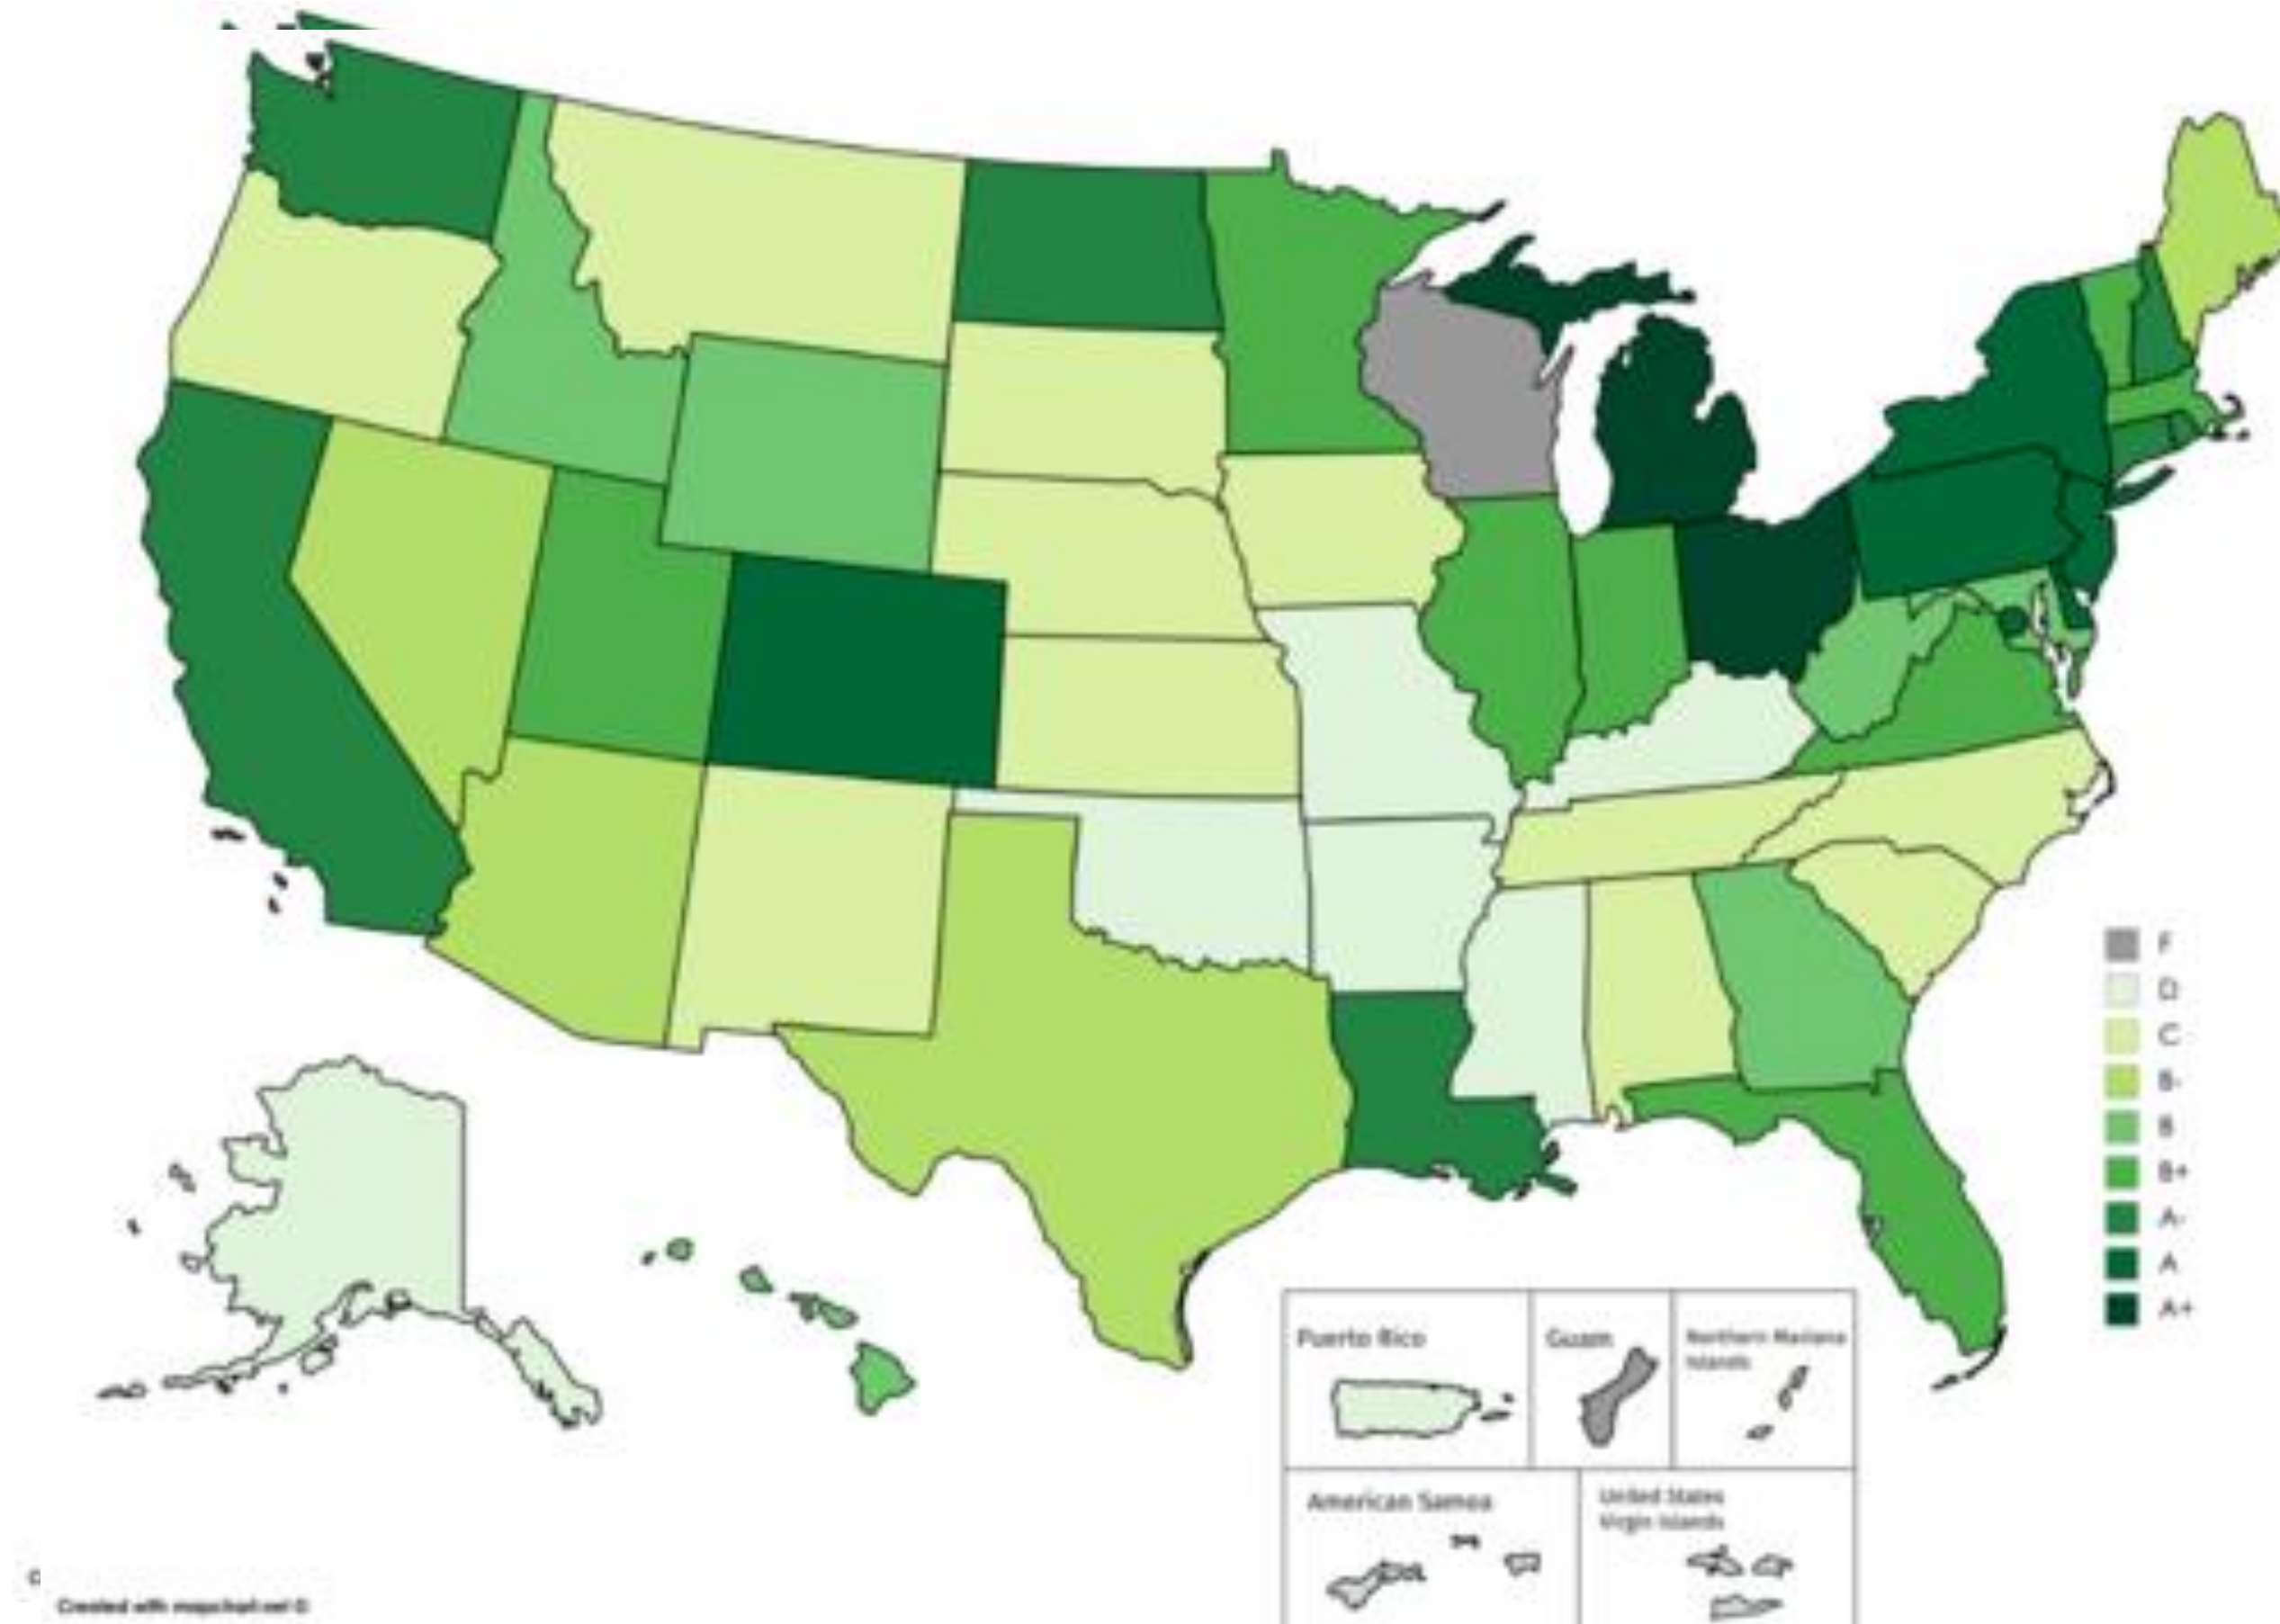 F
D
C
B-
B
B+
A-
A
A+
Puerto Rico
Guam
Northern Mariana
Islands
American Samoa
United States
Virgin Islands
Created with mapchart.net ©